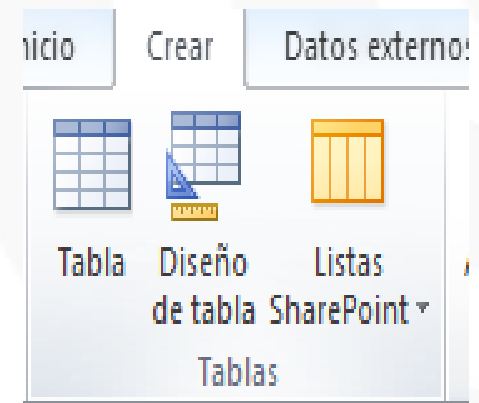 nicio Crear Datos externos
Tabla Diseño de tabla Listas SharePoint
Tablas